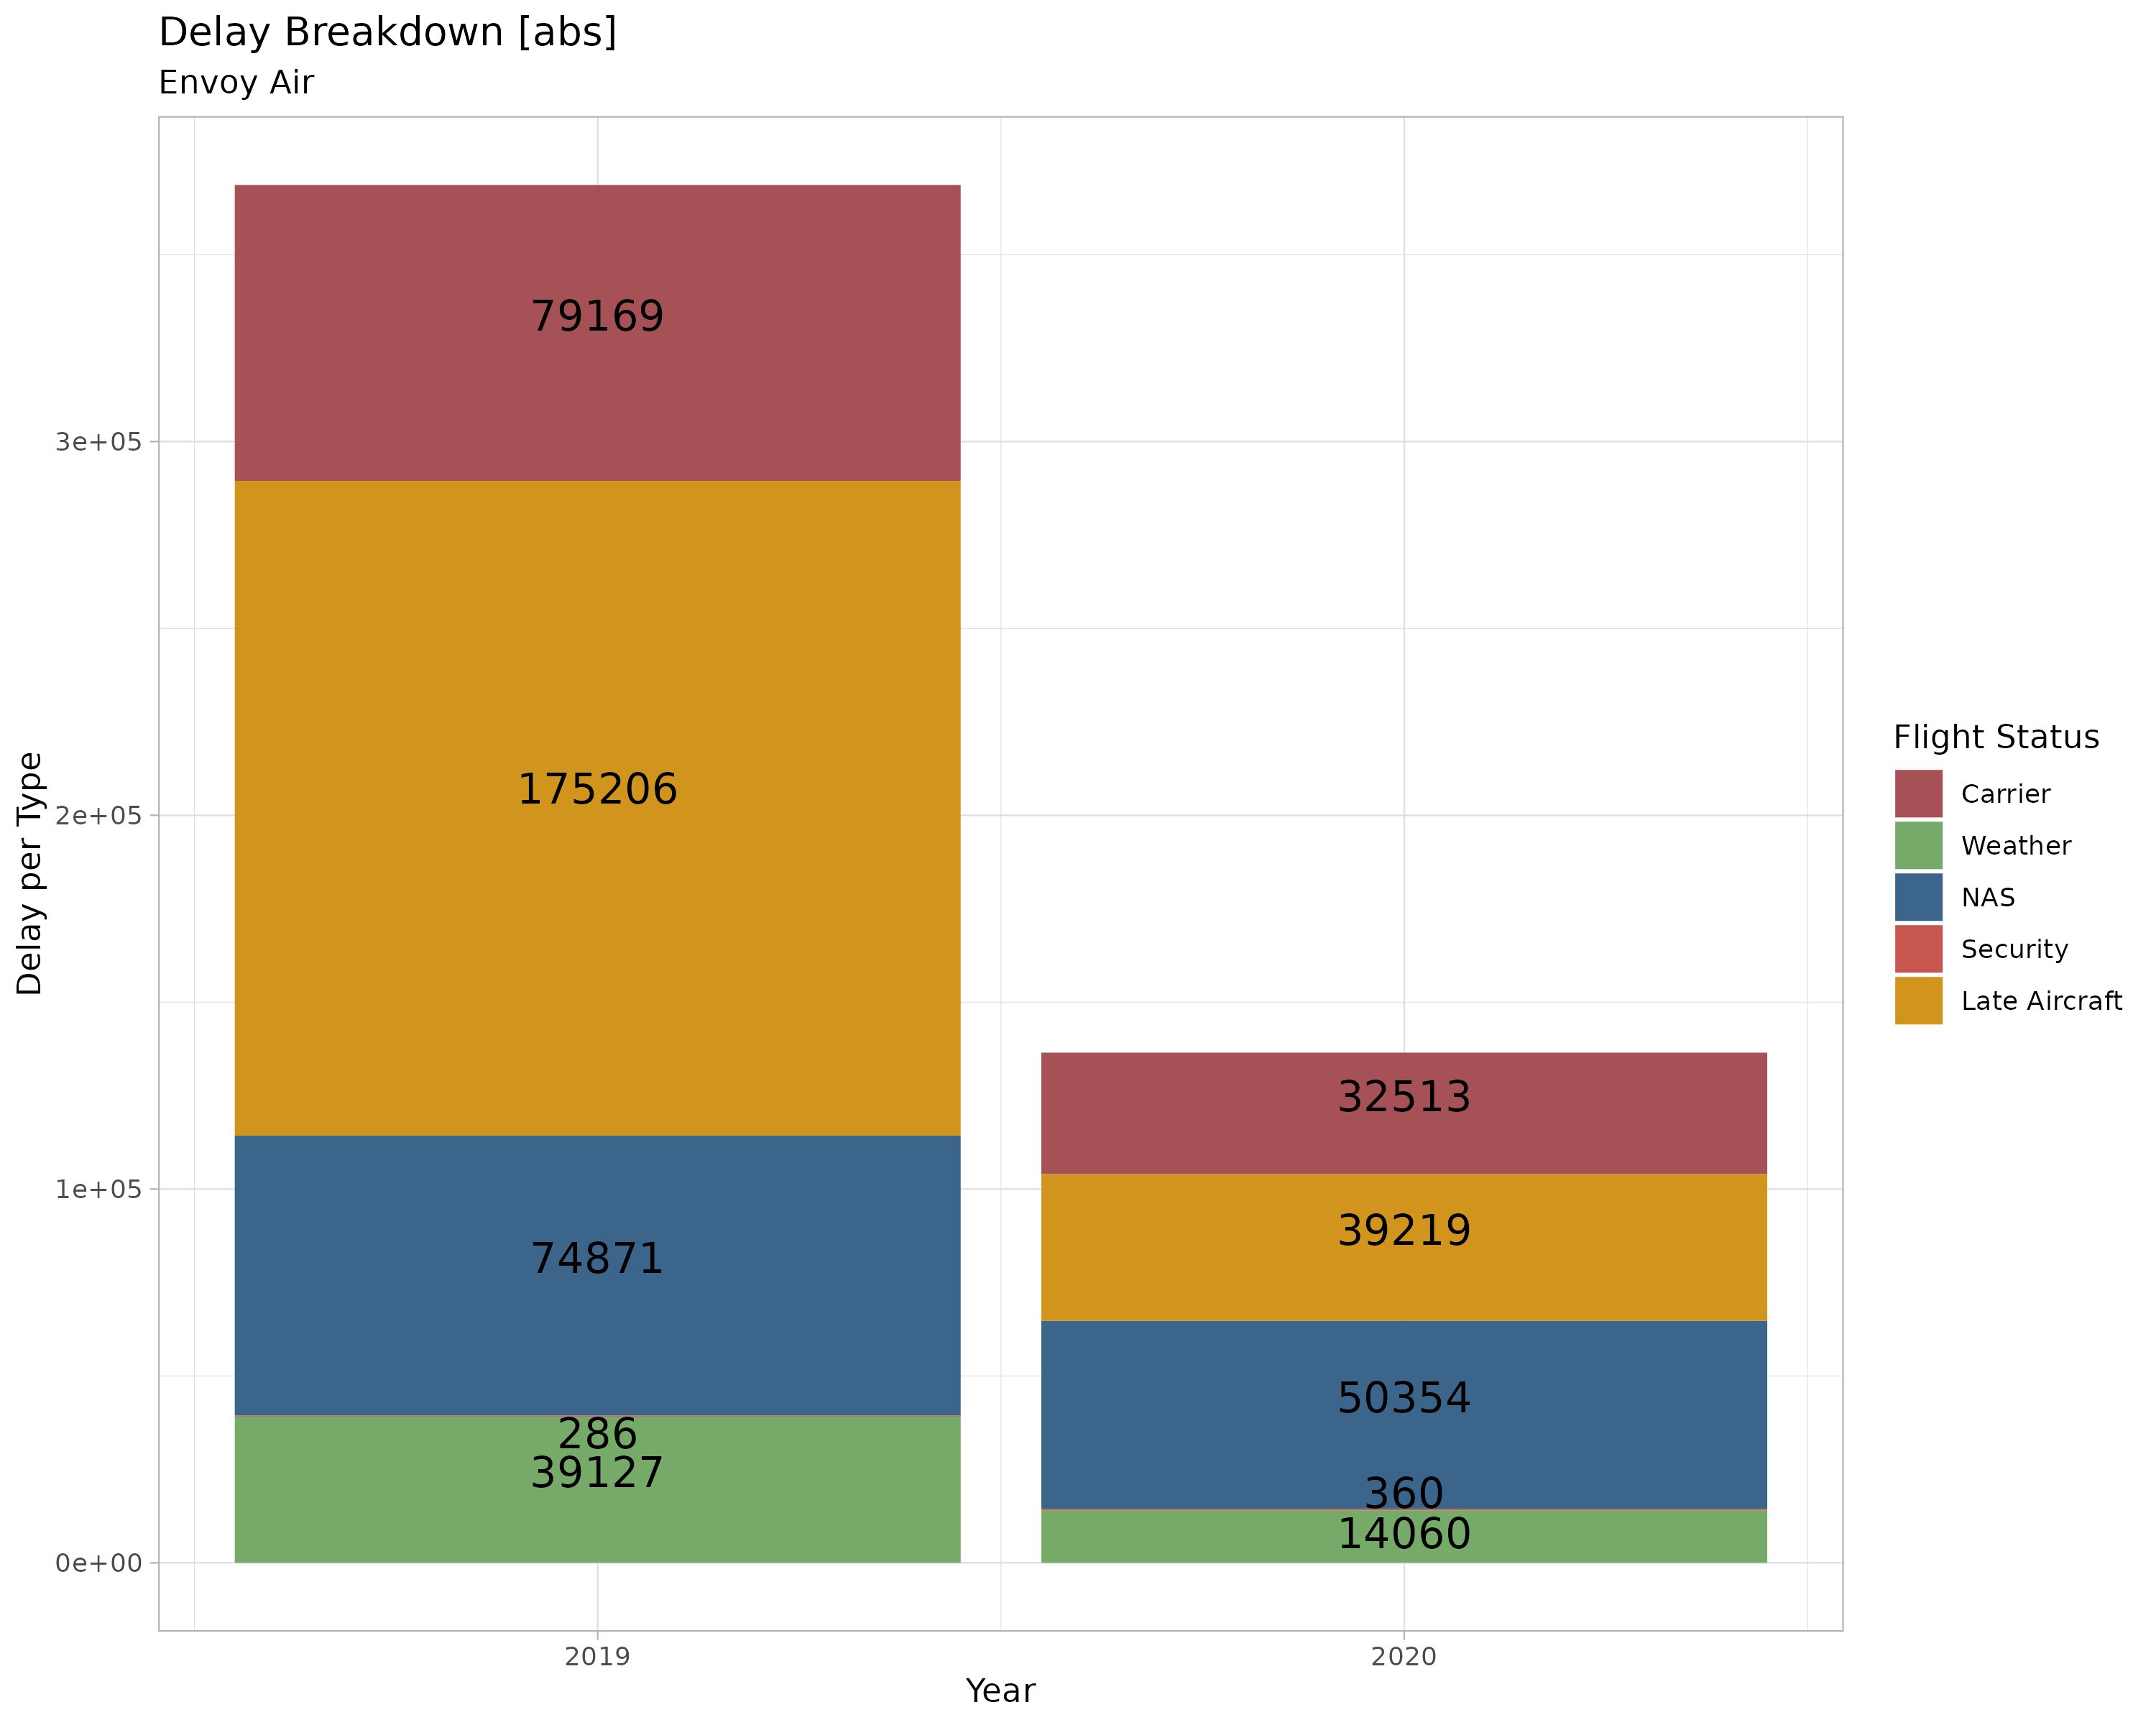 Delay Breakdown [abs]
Envoy Air
Delay per Type
3e+05
2e+05
1e+05
0e+00
79169
175206
74871
286
39127
32513
39219
50354
360
14060
2019
2020
Year
Flight Status
Carrier
Weather
NAS
Security
Late Aircraft